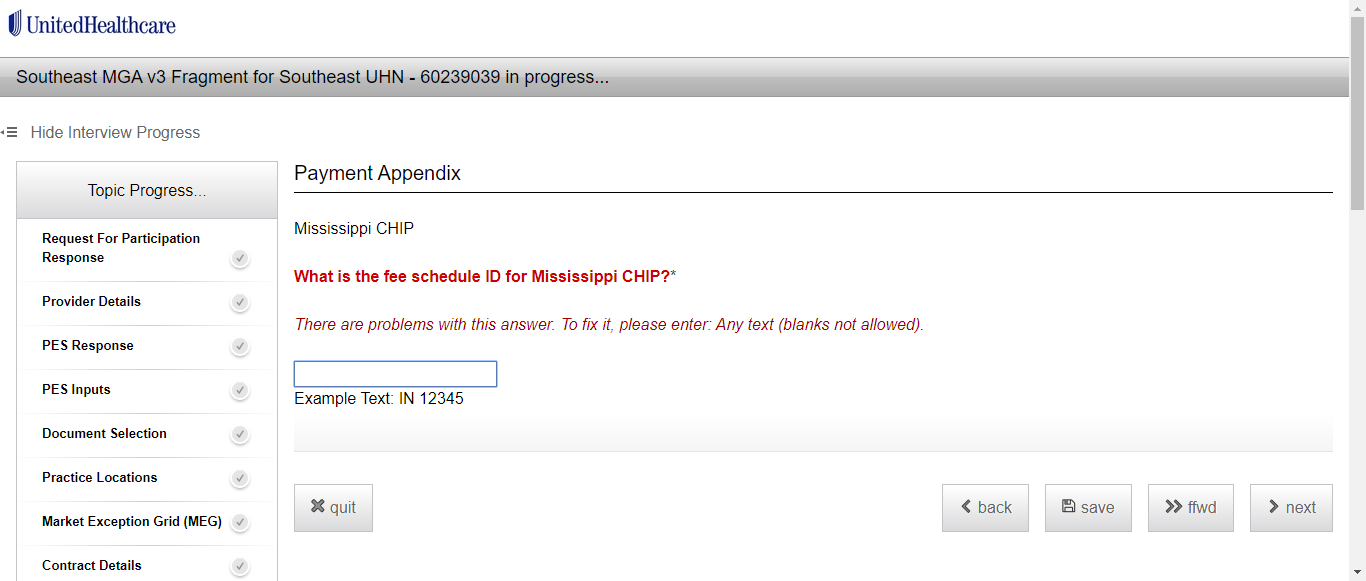 UnitedHealthcare
Southeast MGA v3 Fragment for Southeast UHN - 60239039 in progress...
Hide Interview Progress
Topic Progress...
Request For Participation
Response
Provider Details
PES Response
PES Inputs
Document Selection
Practice Locations
Market Exception Grid (MEG)
Contract Details
Payment Appendix
Mississippi CHIP
What is the fee schedule ID for Mississippi CHIP?*
There are problems with this answer. To fix it, please enter: Any text (blanks not allowed).
Example Text: IN 12345
quit
back
save
ffwd
next